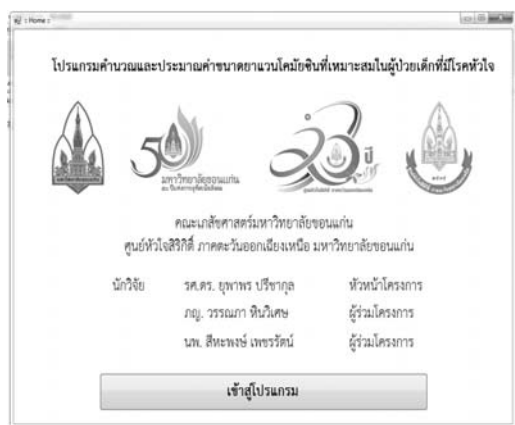 :: Home ::
โปรแกรมคำนวณและประมาณค่าขนาดยาแวนโคมัยซินที่เหมาะสมในผู้ป่วยเด็กที่มีโรคหัวใจ
50
มหาวิทยาลัยขอนแก่น
ปี
คณะเภสัชศาสตร์มหาวิทยาลัยขอนแก่น
ศูนย์หัวใจสิริกิติ์ ภาคตะวันออกเฉียงเหนือ มหาวิทยาลัยขอนแก่น
นักวิจัย รศ.ดร. ยุพาพร ปรีชากุล หัวหน้าโครงการ
ภญ. วรรณภา หินวิเศษ ผู้ร่วมโครงการ
นพ. สีหะพงษ์ เพชรรัตน์ ผู้ร่วมโครงการ
เข้าสู่โปรแกรม